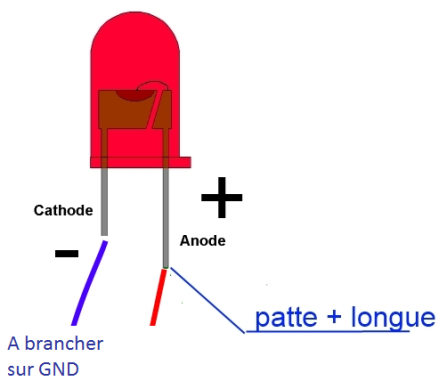 +
Cathode
Anode
-
patte + longue
A brancher
sur GND